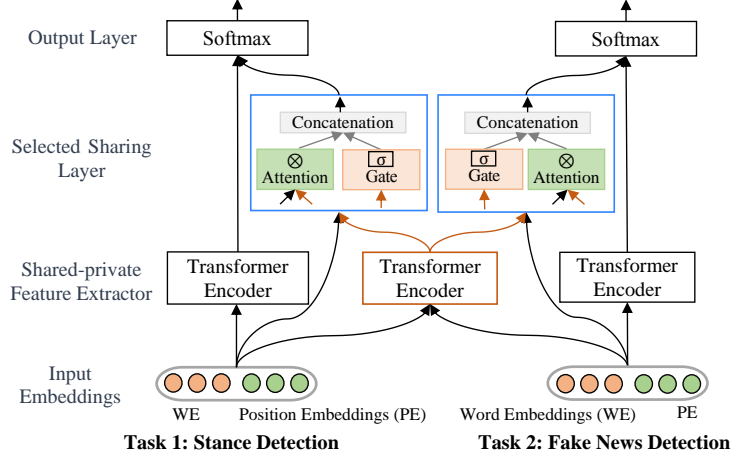 Output Layer
Softmax
Softmax
Concatenation
Concatenation
Selected Sharing
Layer
⊗
Attention
σ
Gate
σ
Gate
⊗
Attention
Shared-private
Feature Extractor
Transformer
Encoder
Transformer
Encoder
Transformer
Encoder
Input
Embeddings
WE
Position Embeddings (PE)
Word Embeddings (WE)
PE
Task 1: Stance Detection
Task 2: Fake News Detection